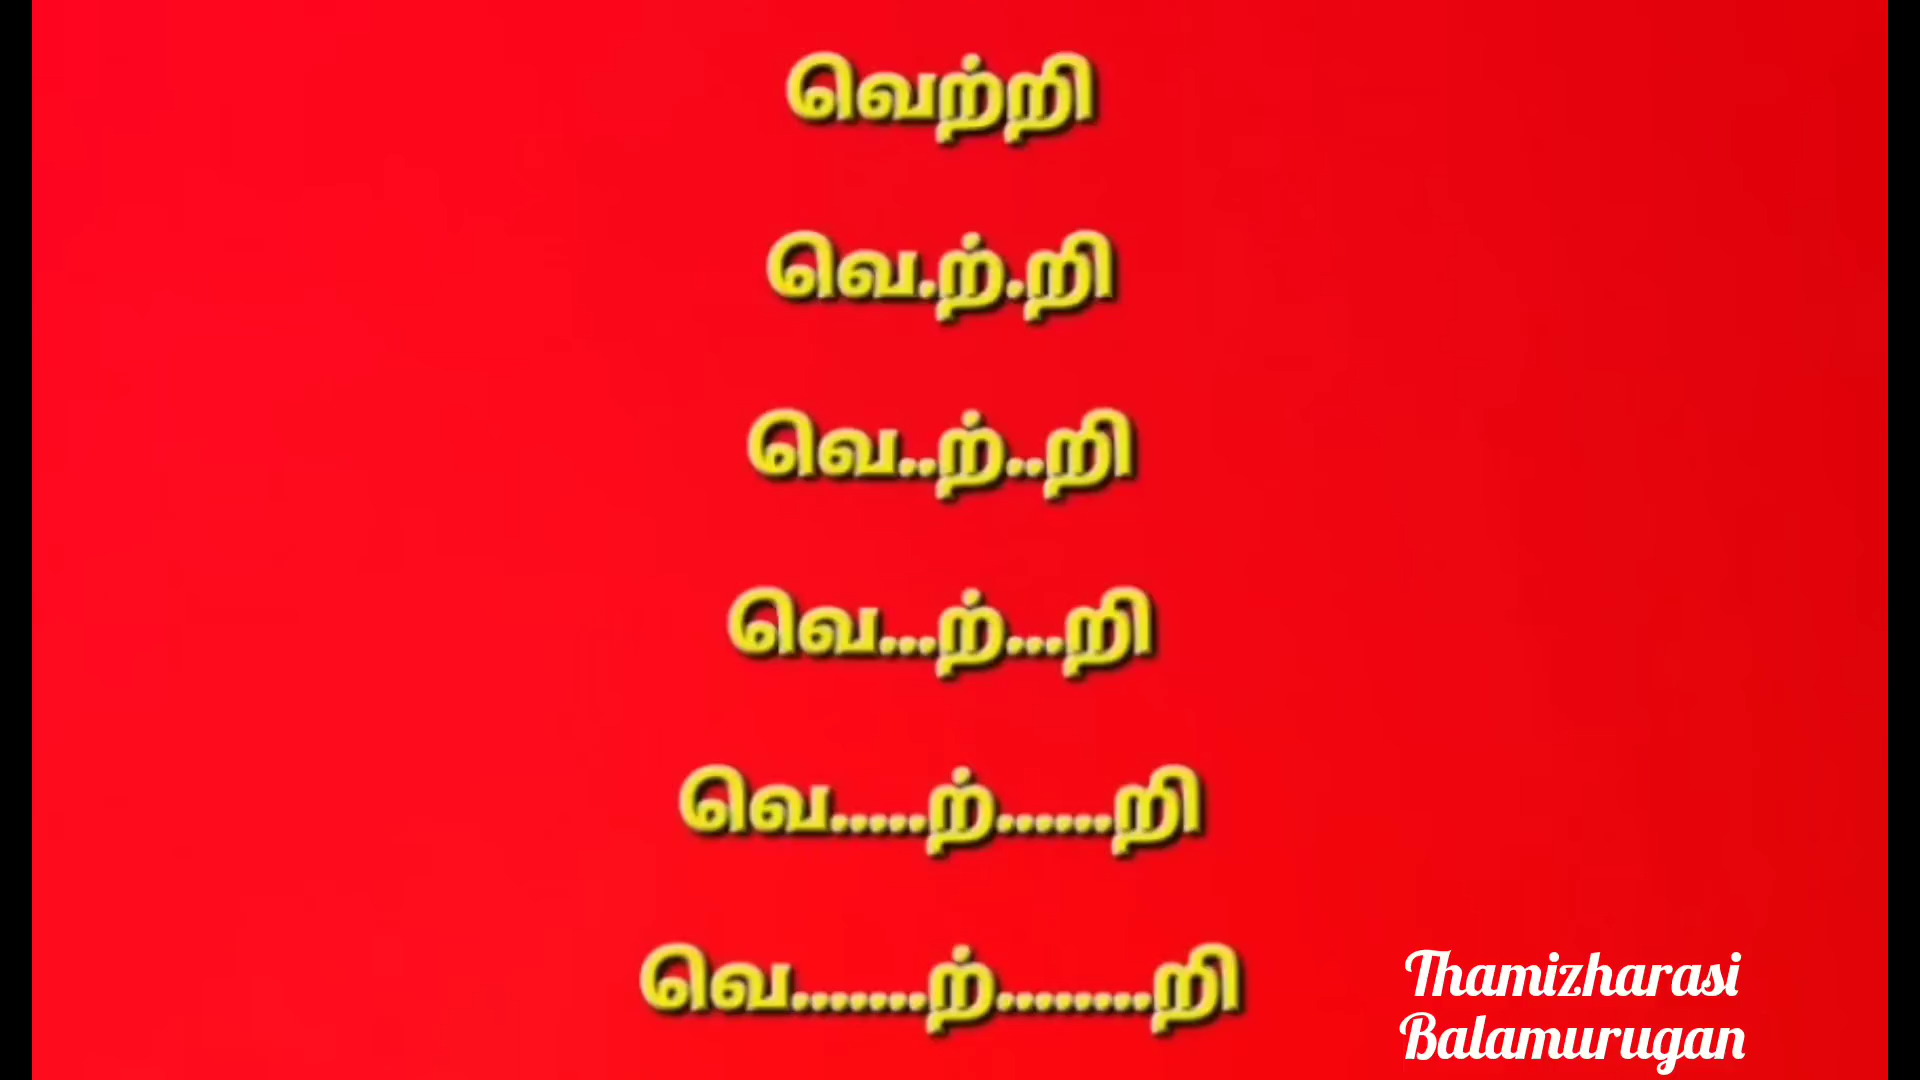 வெற்றி
வெ.ற்.றி
வெ..ற்..றி
வெ...ற்...றி
வெ.....ற்......றி
வெ.......ற்........றி
Thamizharasi
Balamurugan